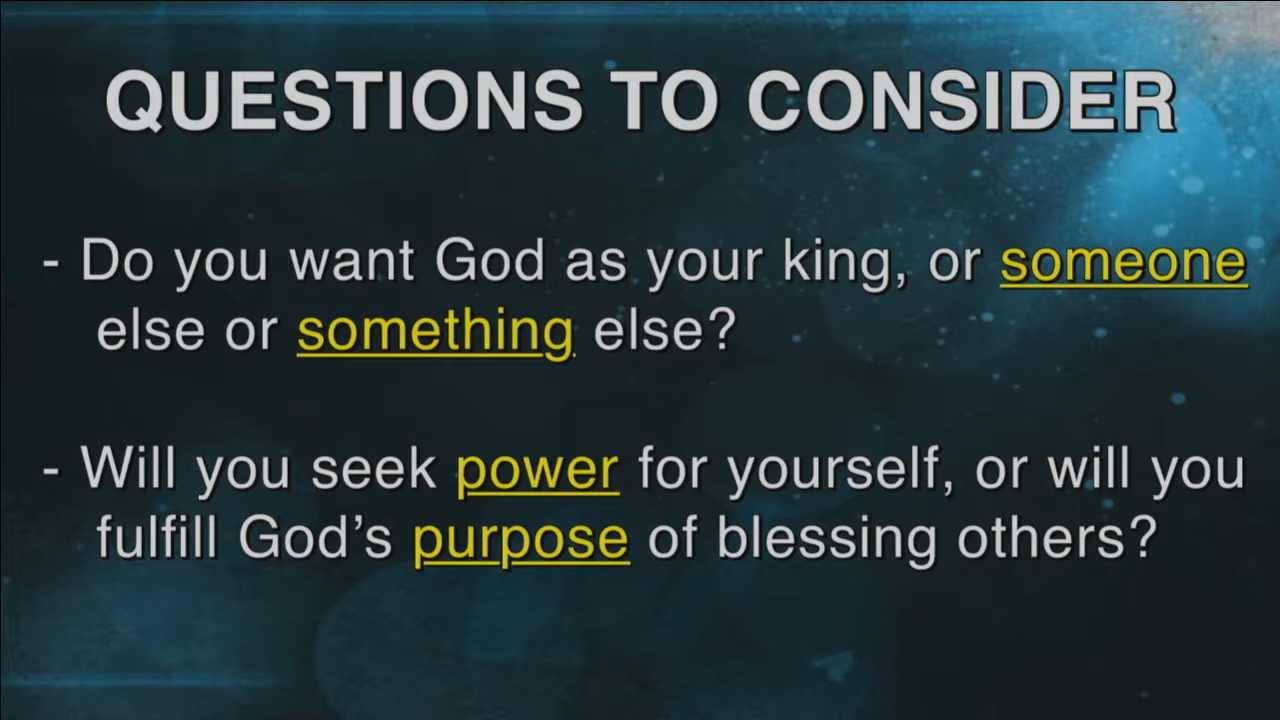 QUESTIONS TO CONSIDER
- Do you want God as your king, or someone
else or something else?
- Will you seek power for yourself, or will you
fulfill God’s purpose of blessing others?